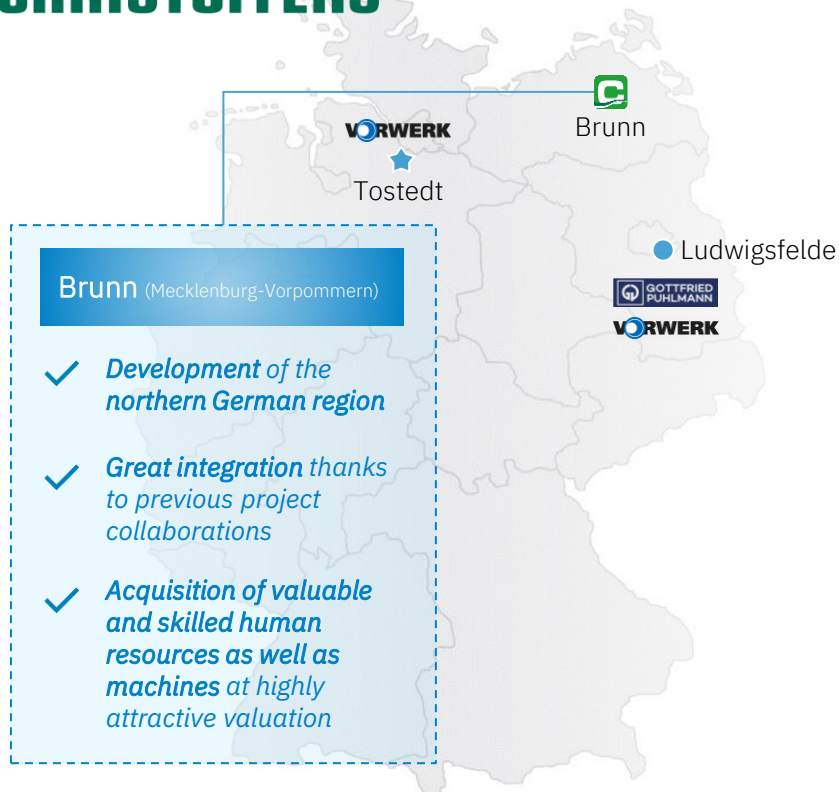 CHRISTOFFERS
VORWERK
Brunn
Tostedt
Ludwigsfelde
GOTTFRIED
PUHLMANN
VORWERK
Brunn (Mecklenburg-Vorpommern)
Development of the
northern German region
Great integration thanks
to previous project
collaborations
Acquisition of valuable
and skilled human
resources as well as
machines at highly
attractive valuation